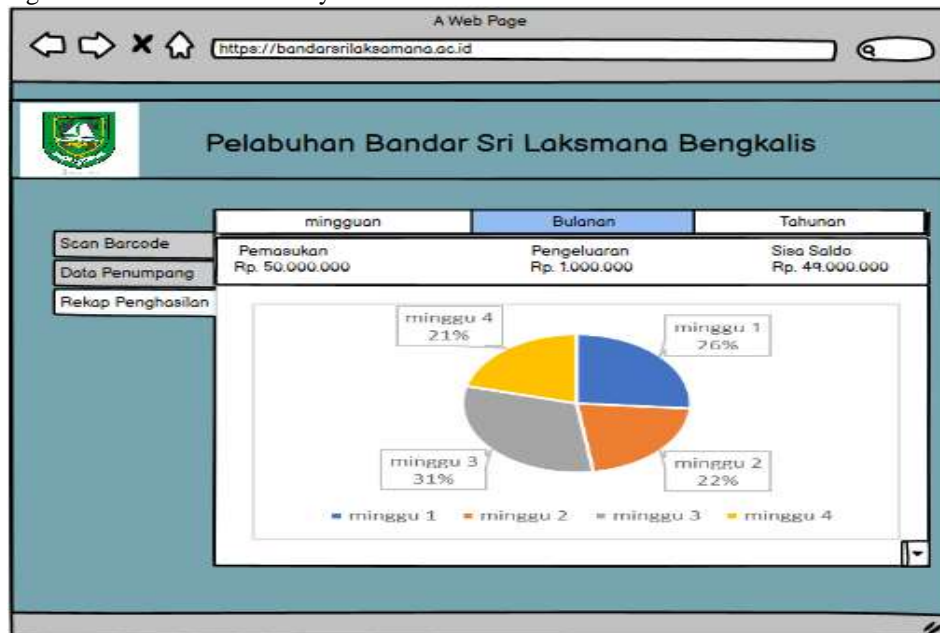 A Web Page
https://bandarsrilaksamana.ac.id
Pelabuhan Bandar Sri Laksmana Bengkalis
mingguan Bulanan Tahunan
Scan Barcode
Data Penumpang
Rekap Penghasilan
Pemasukan Pengeluaran Sisa Saldo
Rp. 50.000.000 Rp. 1.000.000 Rp. 49.000.000
minggu 4
21%
minggu 1
26%
minggu 3
31%
minggu 2
22%
minggu 1 minggu 2 minggu 3 minggu 4